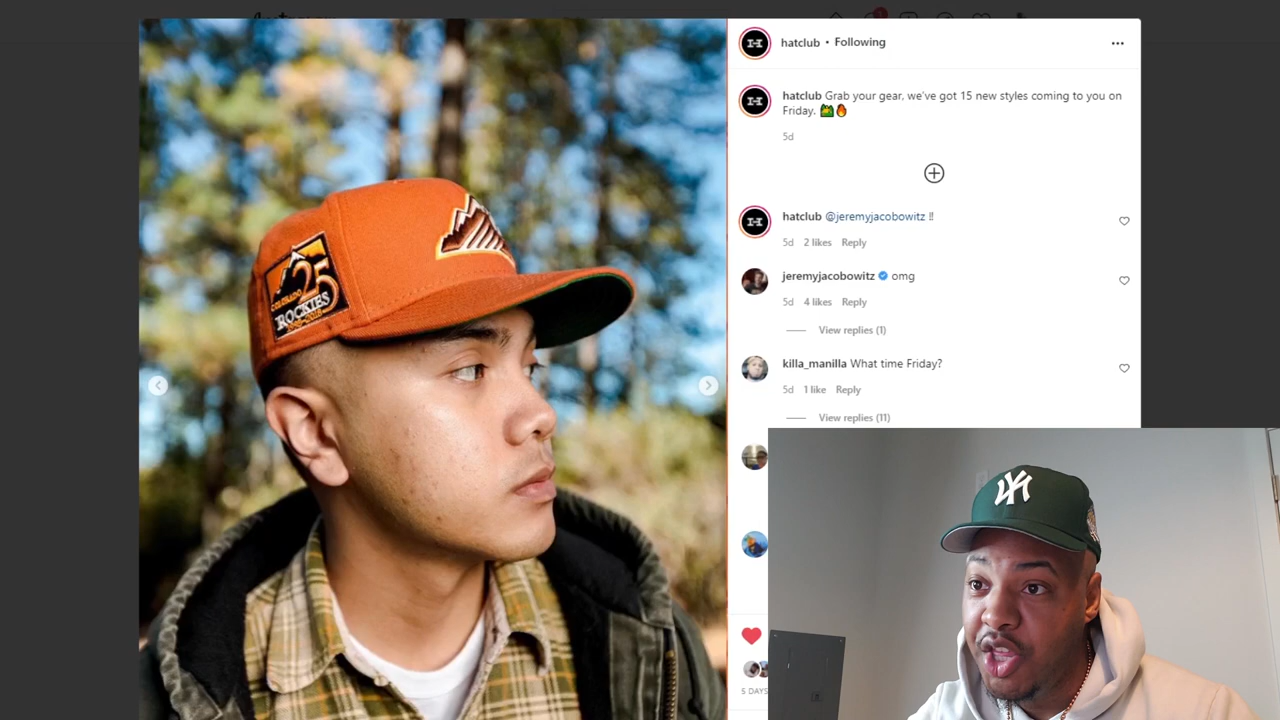 hatclub • Following
hatclub Grab your gear, we've got 15 new styles coming to you on
Friday. 🏕🔥
5d
hatclub @jeremyjacobowitz ‼
5d 2 likes Reply
jeremyjacobowitz omg
5d 4 likes Reply
View replies (1)
killa_manilla What time Friday?
5d 1 like Reply
View replies (11)
5 DAYS
25
COLORADO
ROCKIES
NY